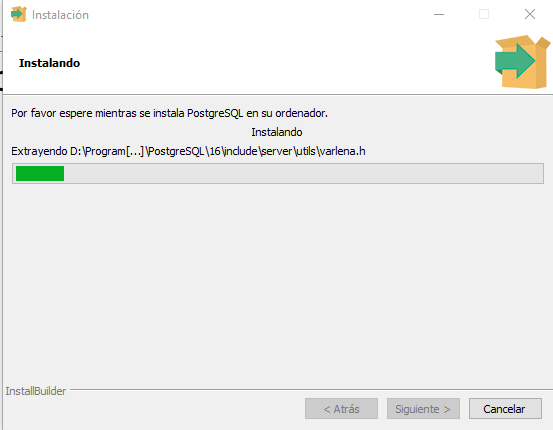 Instalación
Instalando
Por favor espere mientras se instala PostgreSQL en su ordenador.
Instalando
Extrayendo D:\Program[...]\PostgreSQL\16\include\server\utils\varlena.h
InstallBuilder
< Atrás
Siguiente >
Cancelar